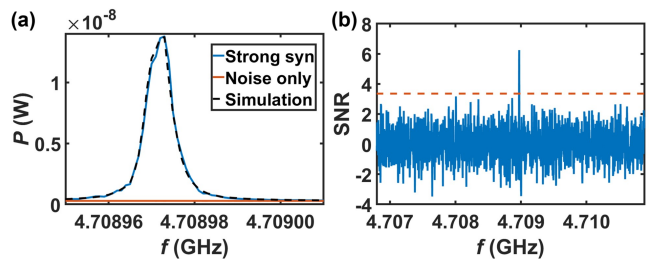 (a)
×10⁻⁸
1
0.5
0
P (W)
Strong syn
Noise only
Simulation
4.70896 4.70898 4.70900
f (GHz)
(b)
8
6
4
2
0
-2
-4
SNR
4.707 4.708 4.709 4.710
f (GHz)